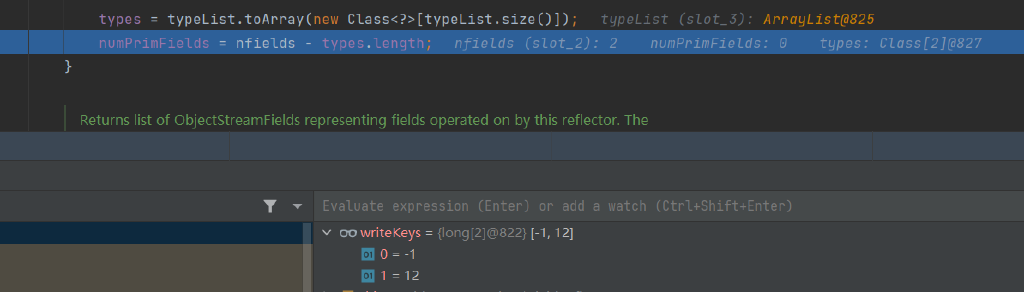 types = typeList.toArray(new Class<?>[typeList.size()]); typeList (slot_3): ArrayList@825
numPrimFields = nfields - types.length; nfields (slot_2): 2 numPrimFields: 0 types: Class[2]@827
}
Returns list of ObjectStreamFields representing fields operated on by this reflector. The
Evaluate expression (Enter) or add a watch (Ctrl+Shift+Enter)
writeKeys = {long[2]@822} [-1, 12]
01 0 = -1
01 1 = 12